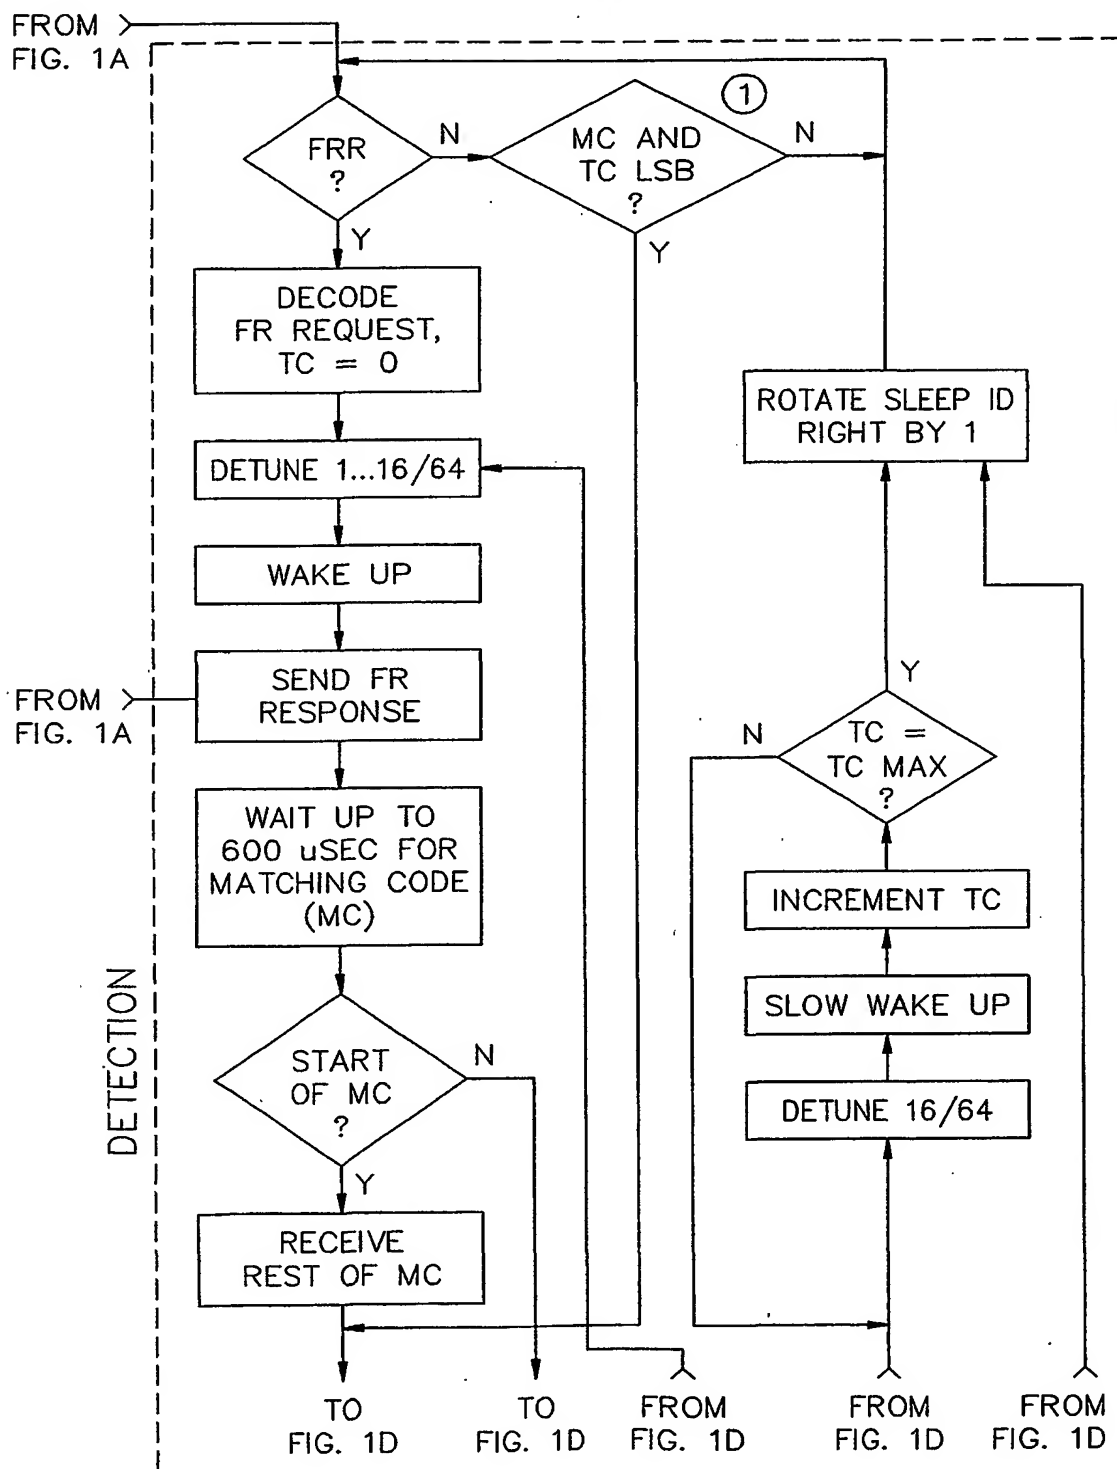 FROM
FIG. 1A
FRR
?
N
MC AND
TC LSB
?
1
N
Y
Y
DECODE
FR REQUEST,
TC = 0
ROTATE SLEEP ID
RIGHT BY 1
DETUNE 1...16/64
WAKE UP
FROM
FIG. 1A
SEND FR
RESPONSE
Y
N
TC =
TC MAX
?
WAIT UP TO
600 uSEC FOR
MATCHING CODE
(MC)
INCREMENT TC
SLOW WAKE UP
DETUNE 16/64
DETECTION
START
OF MC
?
N
Y
RECEIVE
REST OF MC
TO
FIG. 1D
TO
FIG. 1D
FROM
FIG. 1D
FROM
FIG. 1D
FROM
FIG. 1D